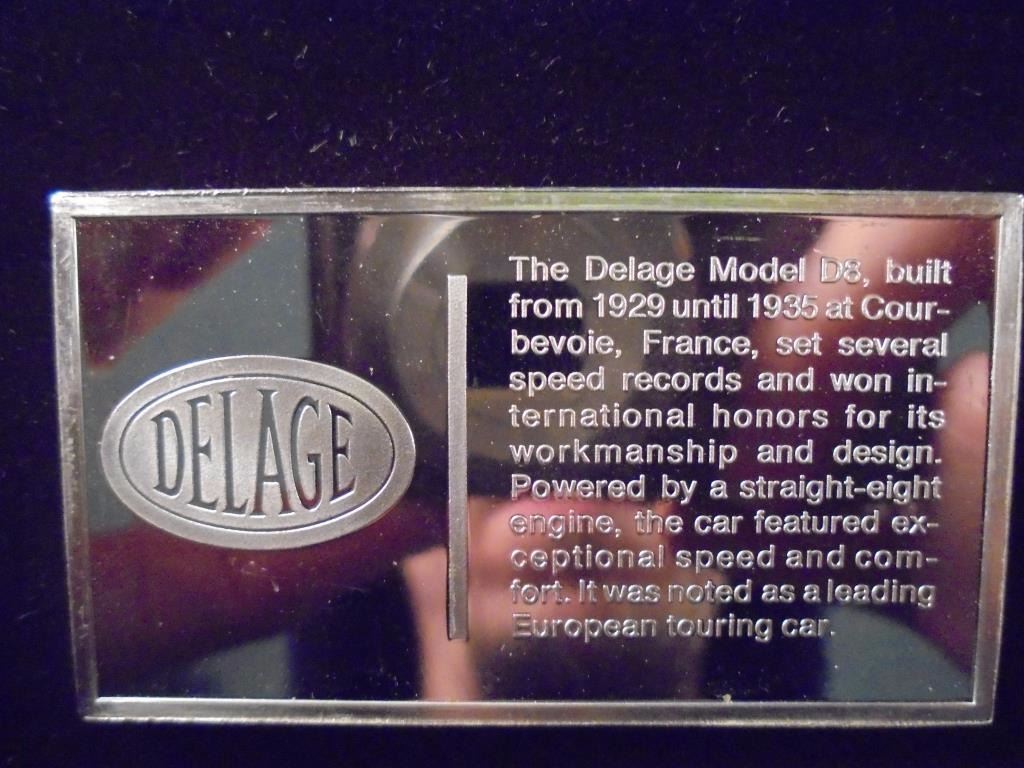 DELAGE
The Delage Model D8, built
from 1929 until 1935 at Cour-
bevoie, France, set several
speed records and won in-
ternational honors for its
workmanship and design.
Powered by a straight-eight
engine, the car featured ex-
ceptional speed and com-
fort. It was noted as a leading
European touring car.